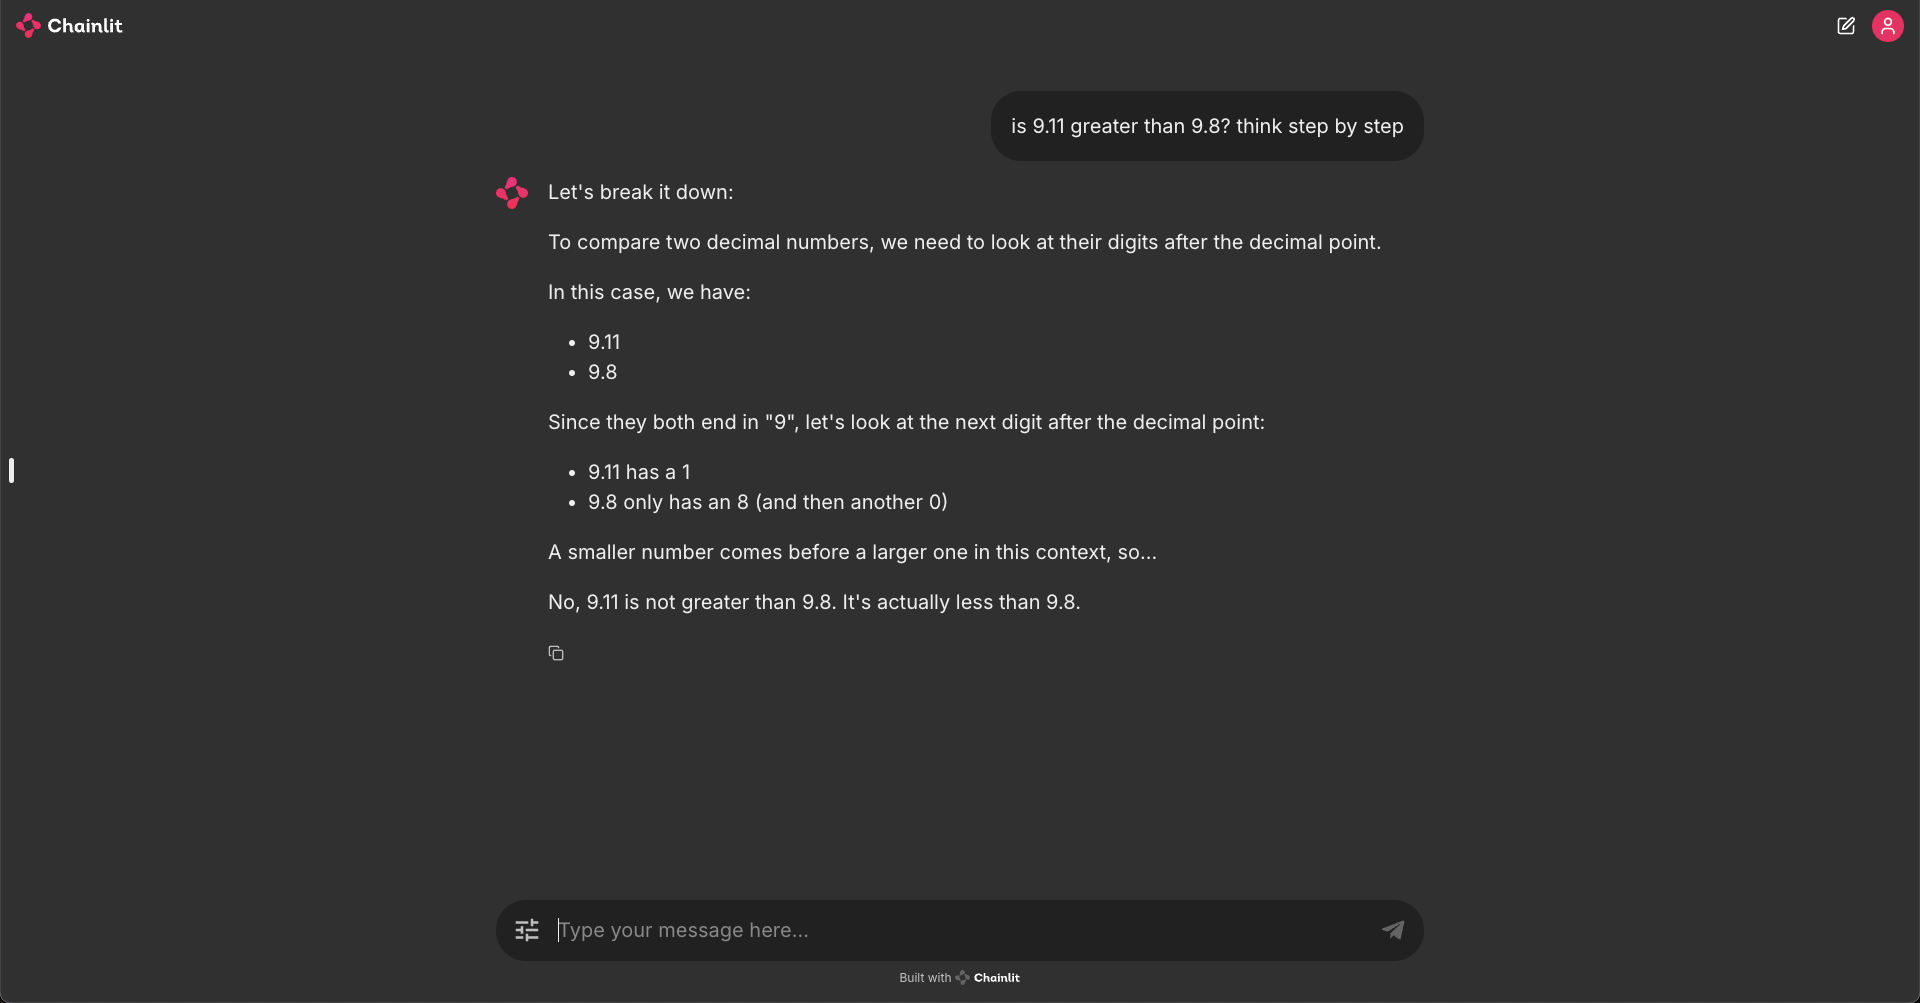 Chainlit
is 9.11 greater than 9.8? think step by step
Let's break it down:
To compare two decimal numbers, we need to look at their digits after the decimal point.
In this case, we have:
• 9.11
• 9.8
Since they both end in "9", let's look at the next digit after the decimal point:
• 9.11 has a 1
• 9.8 only has an 8 (and then another 0)
A smaller number comes before a larger one in this context, so...
No, 9.11 is not greater than 9.8. It's actually less than 9.8.
Type your message here...
Built with Chainlit